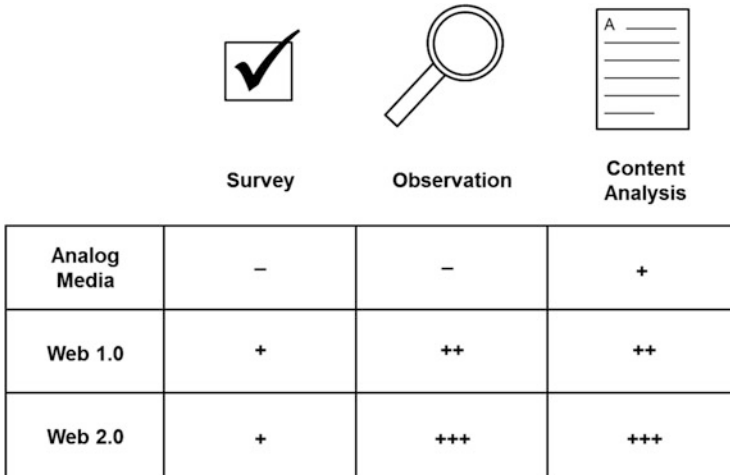 A
Survey
Observation
Content
Analysis
Analog
Media
–
–
+
Web 1.0
+
++
++
Web 2.0
+
+++
+++